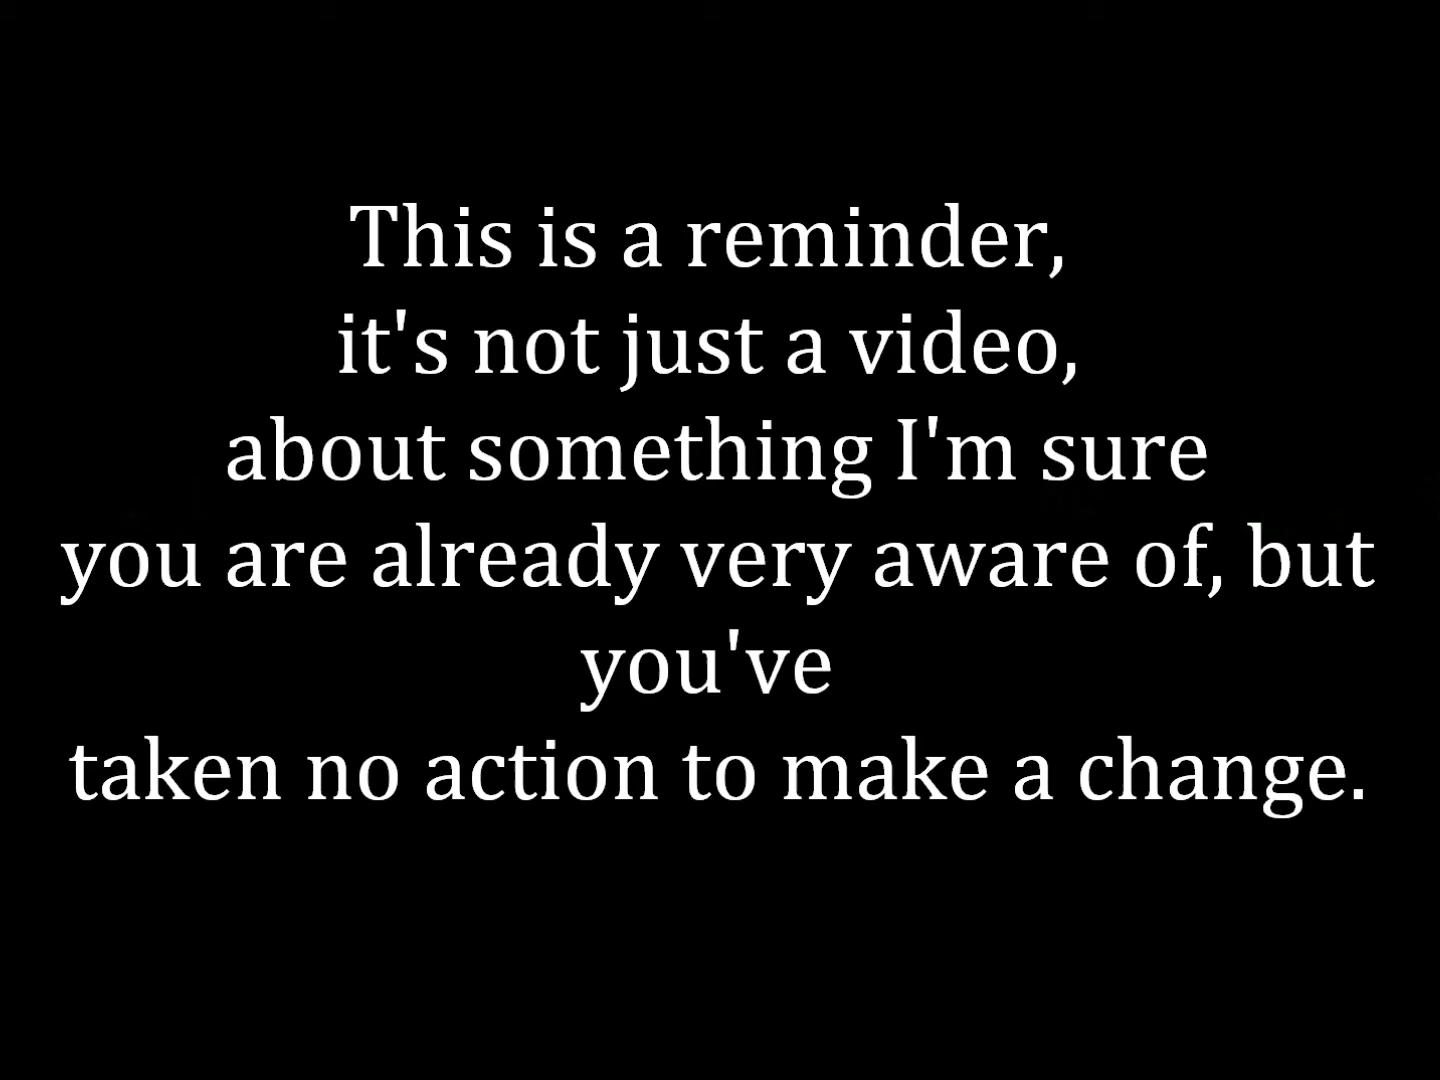 This is a reminder,
it's not just a video,
about something I'm sure
you are already very aware of, but
you've
taken no action to make a change.